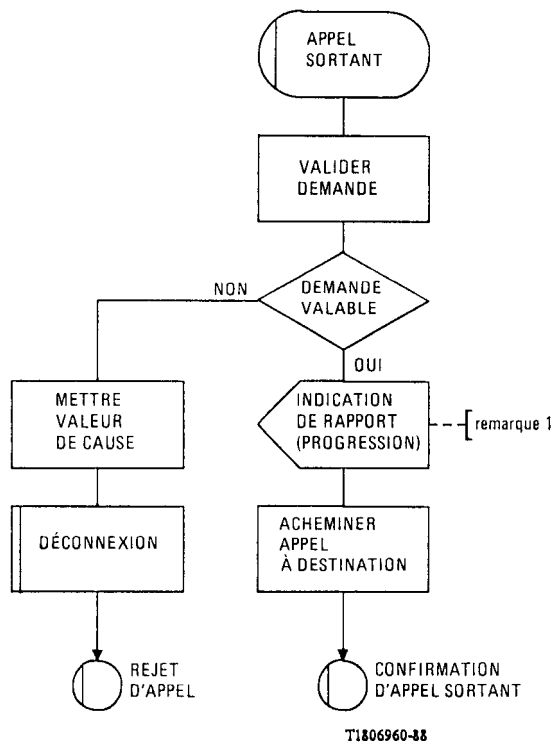 APPEL
SORTANT
VALIDER
DEMANDE
NON
DEMANDE
VALABLE
OUI
METTRE
VALEUR
DE CAUSE
INDICATION
DE RAPPORT
(PROGRESSION)
remarque 1
DÉCONNEXION
ACHEMINER
APPEL
À DESTINATION
REJET
D'APPEL
CONFIRMATION
D'APPEL SORTANT
T1806960-88